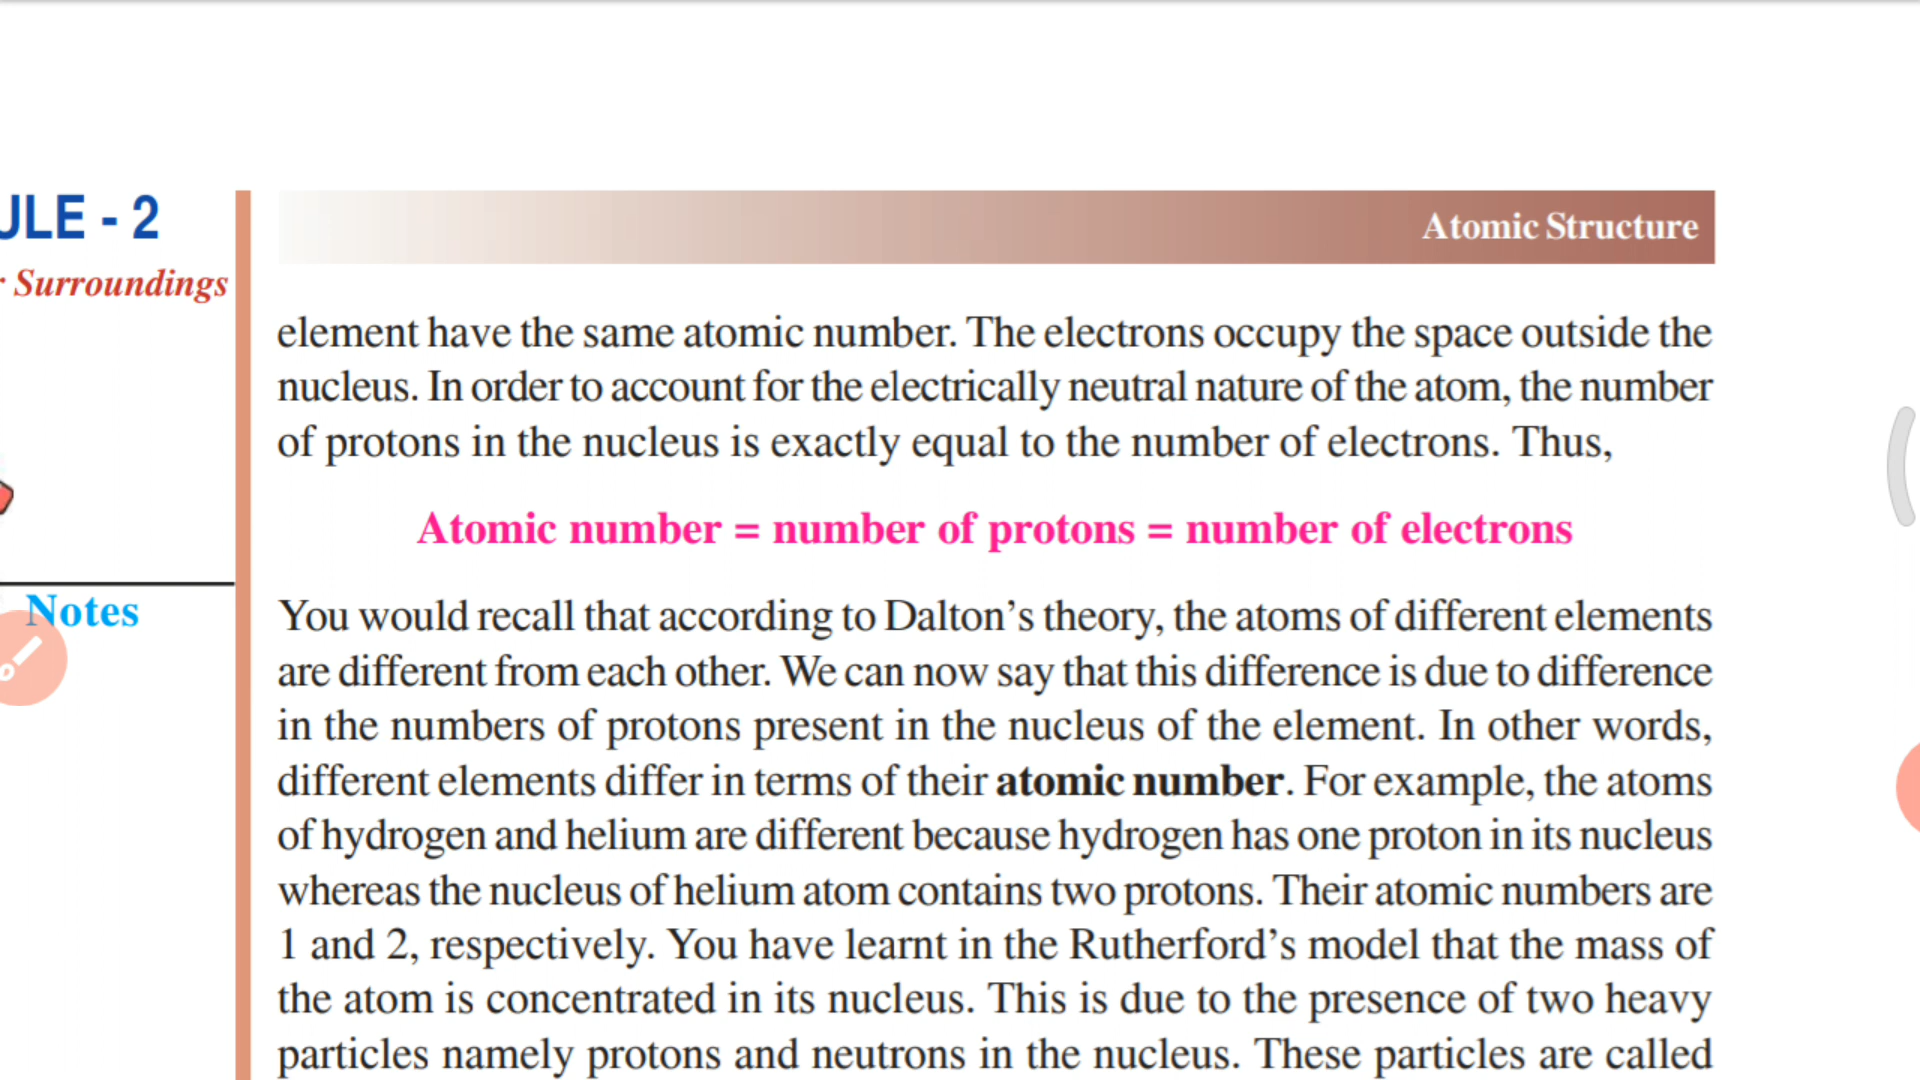 ULE - 2
r Surroundings
Notes
Atomic Structure
element have the same atomic number. The electrons occupy the space outside the
nucleus. In order to account for the electrically neutral nature of the atom, the number
of protons in the nucleus is exactly equal to the number of electrons. Thus,
Atomic number = number of protons = number of electrons
You would recall that according to Dalton’s theory, the atoms of different elements
are different from each other. We can now say that this difference is due to difference
in the numbers of protons present in the nucleus of the element. In other words,
different elements differ in terms of their atomic number. For example, the atoms
of hydrogen and helium are different because hydrogen has one proton in its nucleus
whereas the nucleus of helium atom contains two protons. Their atomic numbers are
1 and 2, respectively. You have learnt in the Rutherford’s model that the mass of
the atom is concentrated in its nucleus. This is due to the presence of two heavy
particles namely protons and neutrons in the nucleus. These particles are called